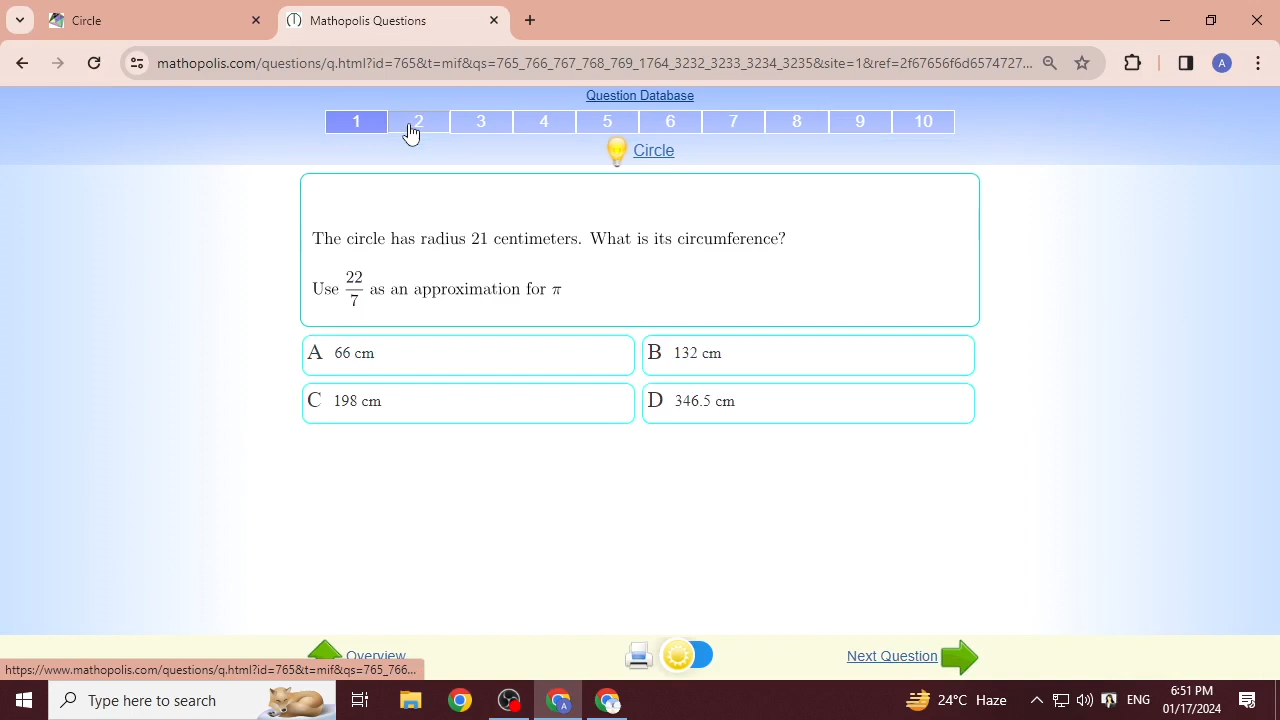 Circle
Mathopolis Questions
mathopolis.com/questions/q.html?id=765&t=mif&qs=765_766_767_768_769_1764_3232_3233_3234_3235&site=1&ref=2f67656f6d6574727...
A
Question Database
1 2 3 4 5 6 7 8 9 10
Circle
The circle has radius 21 centimeters. What is its circumference?
Use 22/7 as an approximation for π
A 66 cm
B 132 cm
C 198 cm
D 346.5 cm
Overview
Next Question
https://www.mathopolis.com/questions/q.html?id=765&t=mif&qs=765_766...
Type here to search
24°C Haze
ENG
6:51 PM
01/17/2024